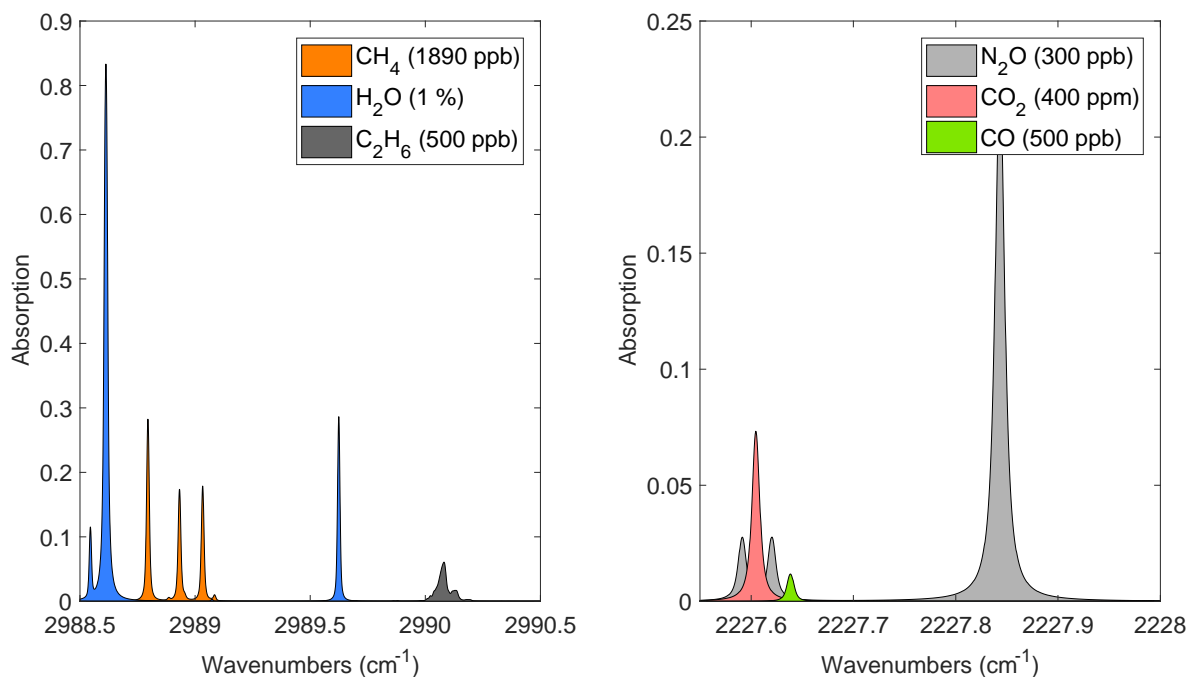 0.9
0.8
0.7
0.6
0.5
0.4
0.3
0.2
0.1
0
Absorption
2988.5 2989 2989.5 2990 2990.5
Wavenumbers (cm⁻¹)
CH₄ (1890 ppb)
H₂O (1 %)
C₂H₆ (500 ppb)
0.25
0.2
0.15
0.1
0.05
0
Absorption
2227.6 2227.7 2227.8 2227.9 2228
Wavenumbers (cm⁻¹)
N₂O (300 ppb)
CO₂ (400 ppm)
CO (500 ppb)